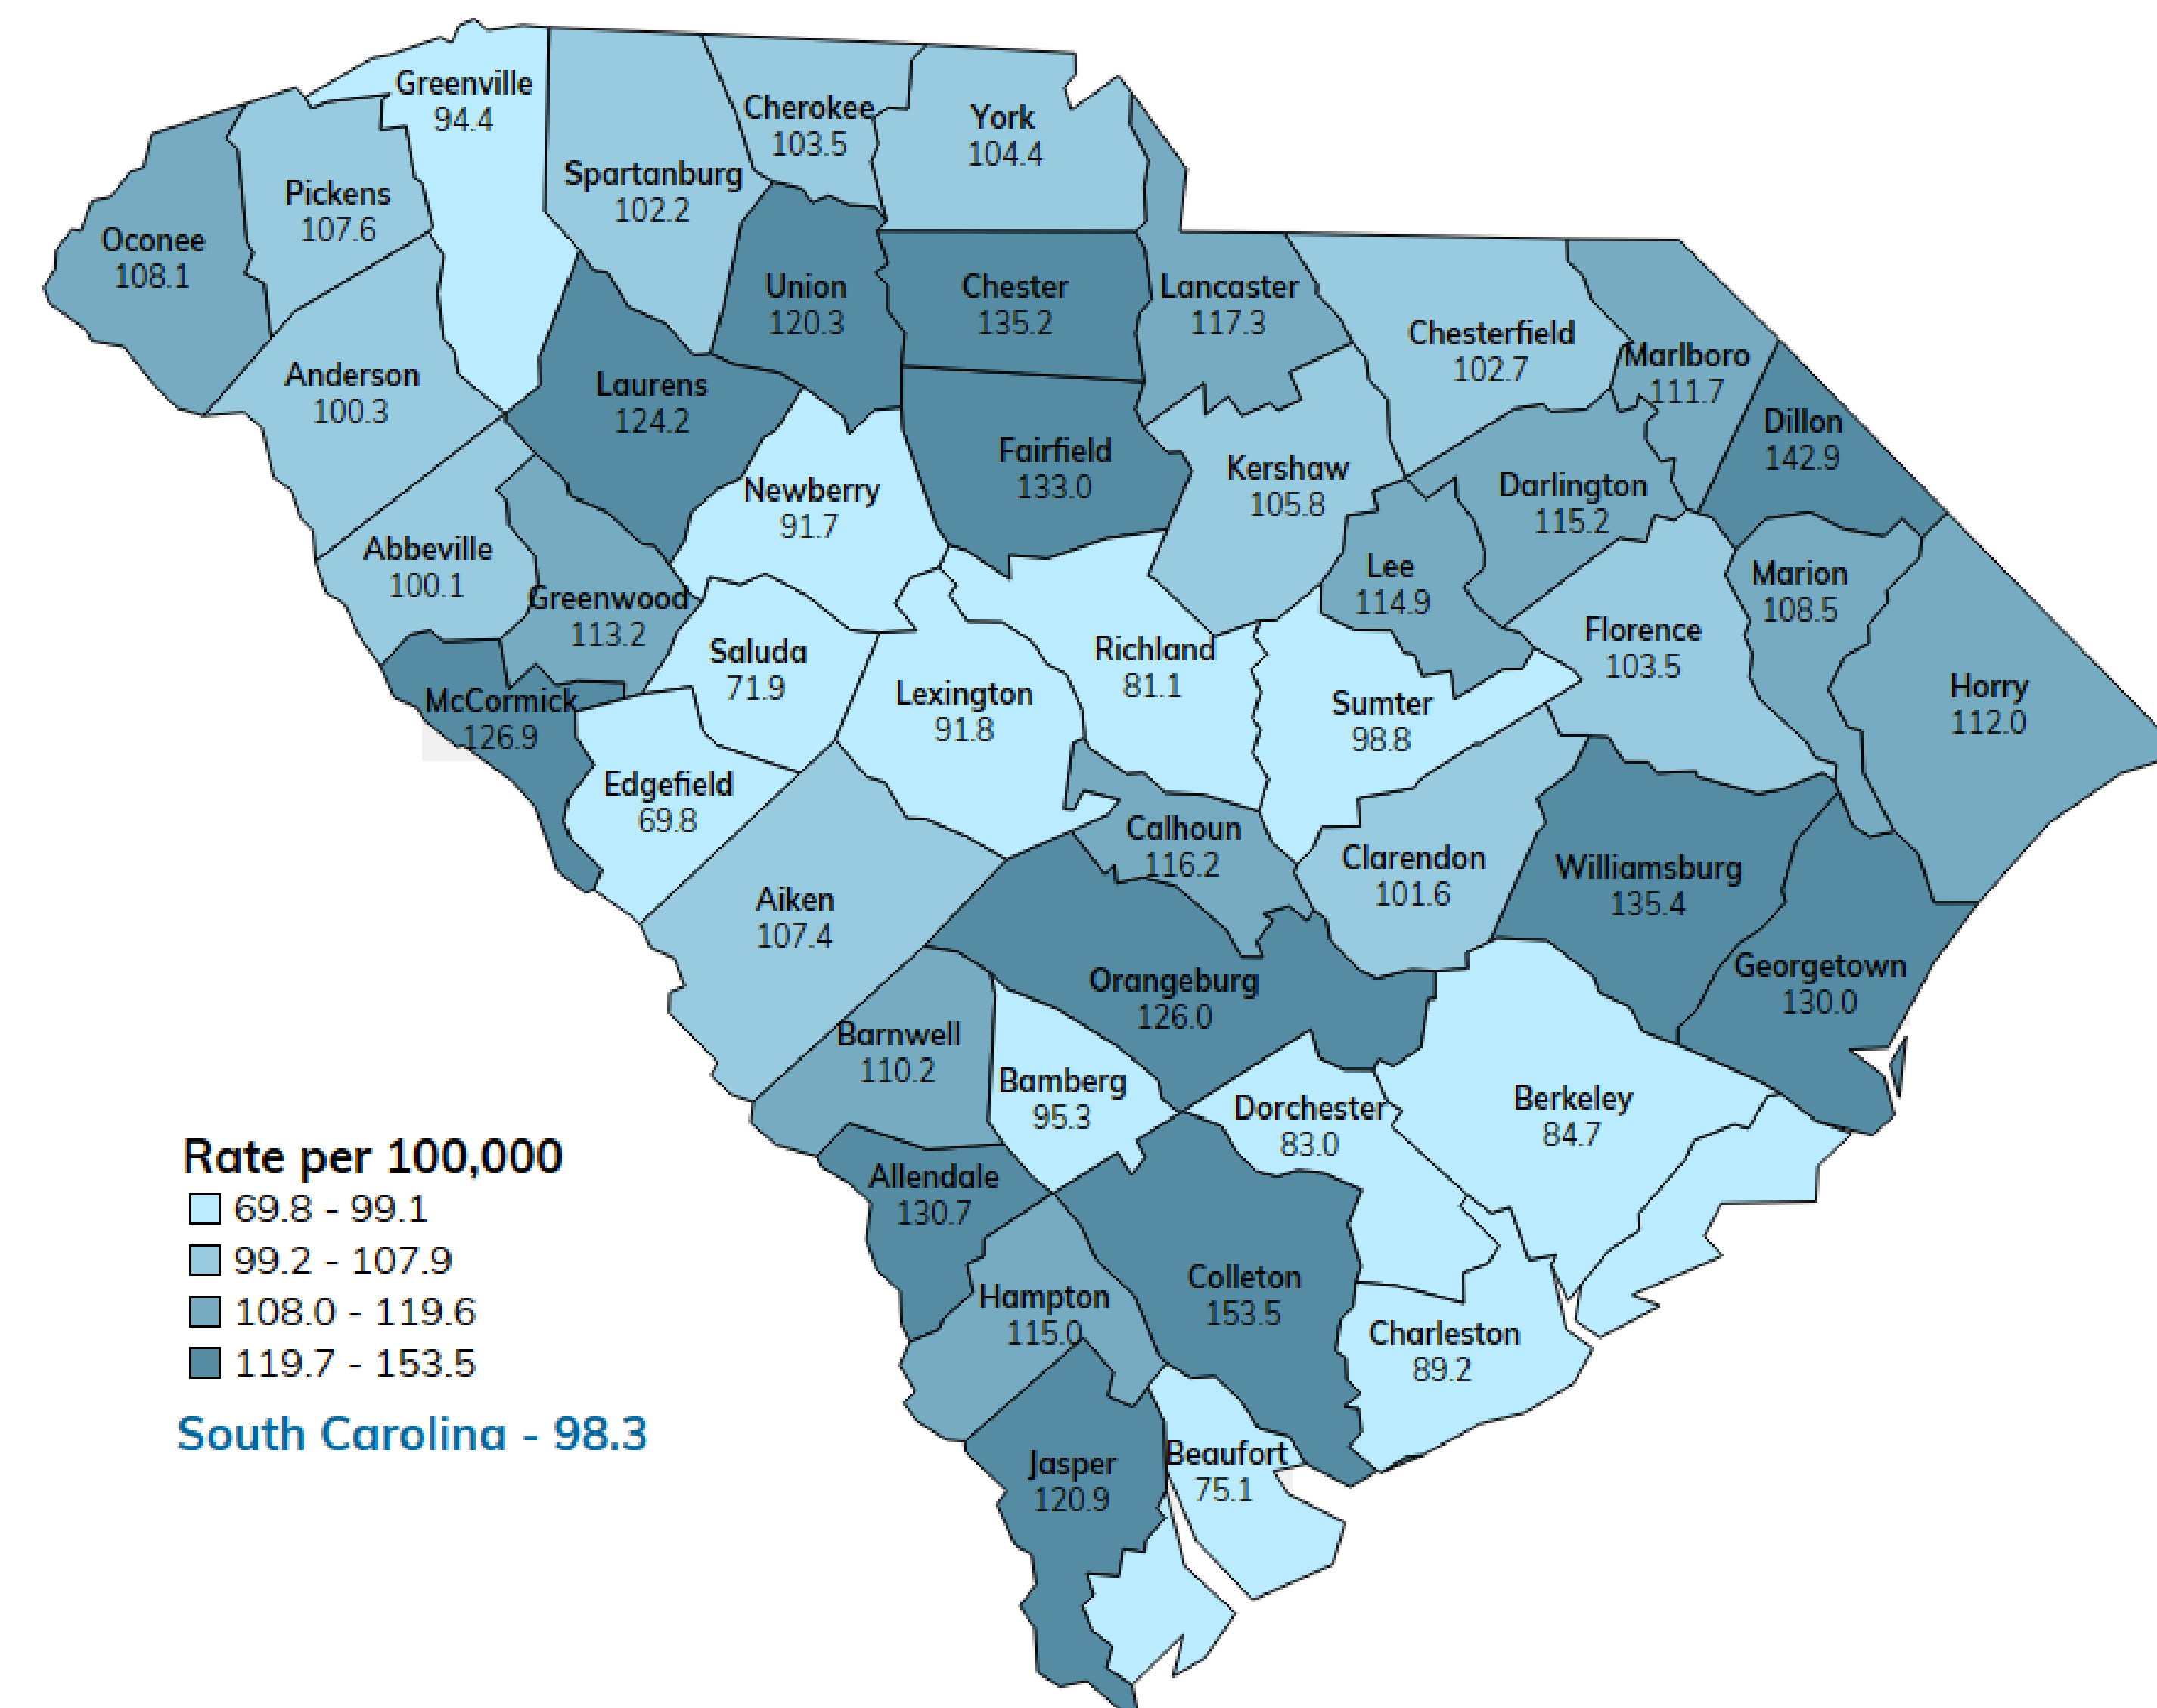 Greenville
94.4
Cherokee
103.5
York
104.4
Spartanburg
102.2
Pickens
107.6
Oconee
108.1
Union
120.3
Chester
135.2
Lancaster
117.3
Chesterfield
102.7
Marlboro
111.7
Anderson
100.3
Laurens
124.2
Dillon
142.9
Fairfield
133.0
Kershaw
105.8
Newberry
91.7
Darlington
115.2
Abbeville
100.1
Lee
114.9
Marion
108.5
Greenwood
113.2
Florence
103.5
Saluda
71.9
Richland
81.1
Horry
112.0
Lexington
91.8
McCormick
126.9
Sumter
98.8
Edgefield
69.8
Calhoun
116.2
Clarendon
101.6
Williamsburg
135.4
Aiken
107.4
Georgetown
130.0
Orangeburg
126.0
Barnwell
110.2
Bamberg
95.3
Berkeley
84.7
Dorchester
83.0
Allendale
130.7
Colleton
153.5
Hampton
115.0
Charleston
89.2
Beaufort
75.1
Jasper
120.9
Rate per 100,000
69.8 - 99.1
99.2 - 107.9
108.0 - 119.6
119.7 - 153.5
South Carolina - 98.3